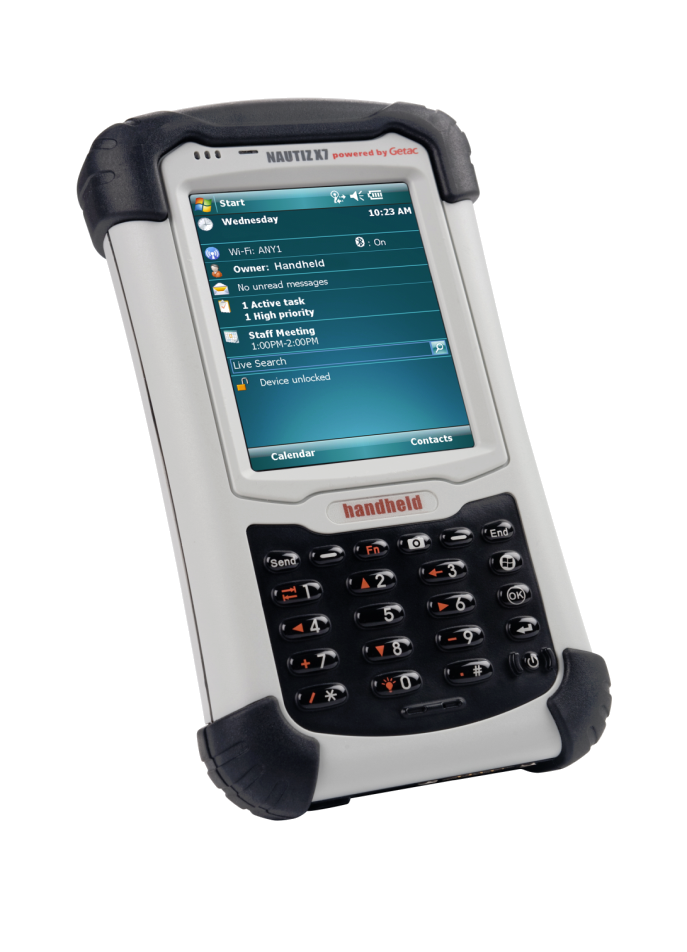 NAUTIZ X7 powered by Getac
Start
Wednesday 10:23 AM
Wi-Fi: ANY1 : On
Owner: Handheld
No unread messages
1 Active task
1 High priority
Staff Meeting
1:00PM-2:00PM
Live Search
Device unlocked
Calendar Contacts
handheld
Send Fn End
1 2 3
4 5 6 OK
+ 7 8 - 9
/ * 0 . #